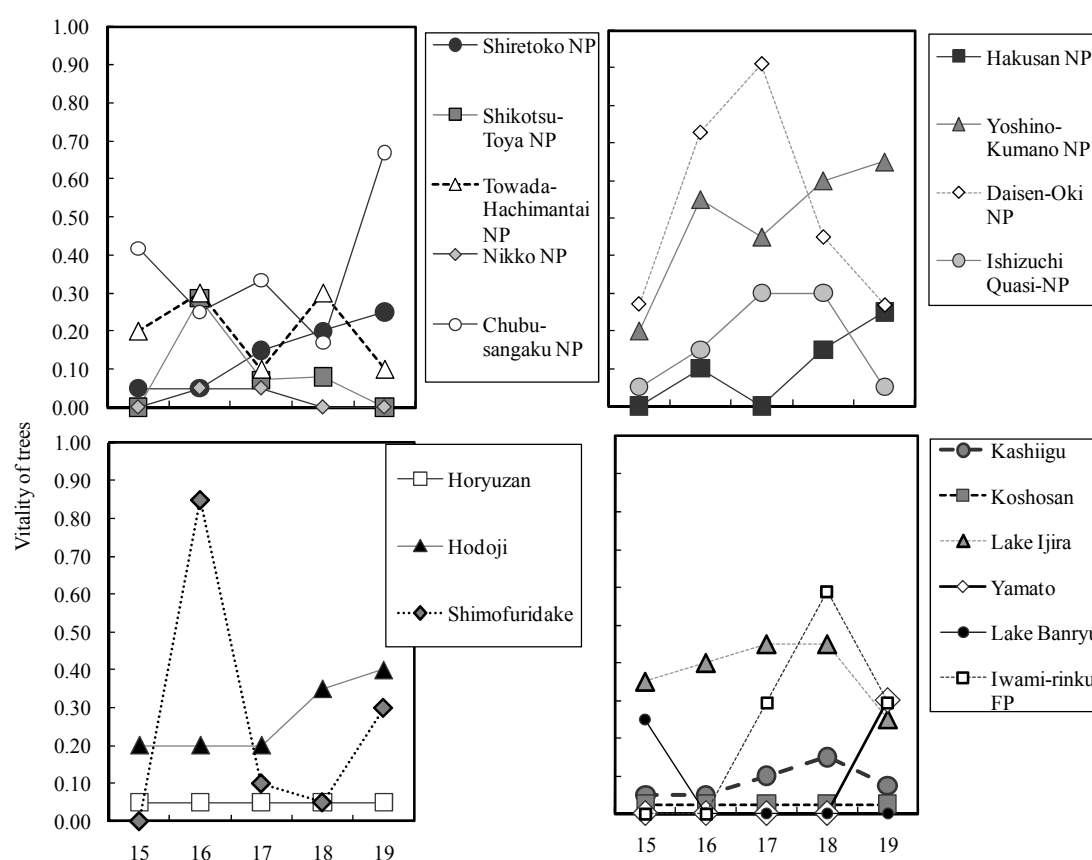 1.00
0.90
0.80
0.70
0.60
0.50
0.40
0.30
0.20
0.10
0.00
Shiretoko NP
Shikotsu-
Toya NP
Towada-
Hachimantai
NP
Nikko NP
Chubu-
sangaku NP
Hakusan NP
Yoshino-
Kumano NP
Daisen-Oki
NP
Ishizuchi
Quasi-NP
Vitality of trees
1.00
0.90
0.80
0.70
0.60
0.50
0.40
0.30
0.20
0.10
0.00
15 16 17 18 19
Horyuzan
Hodoji
Shimofuridake
15 16 17 18 19
Kashiigu
Koshosan
Lake Ijira
Yamato
Lake Banryu
Iwami-rinku
FP